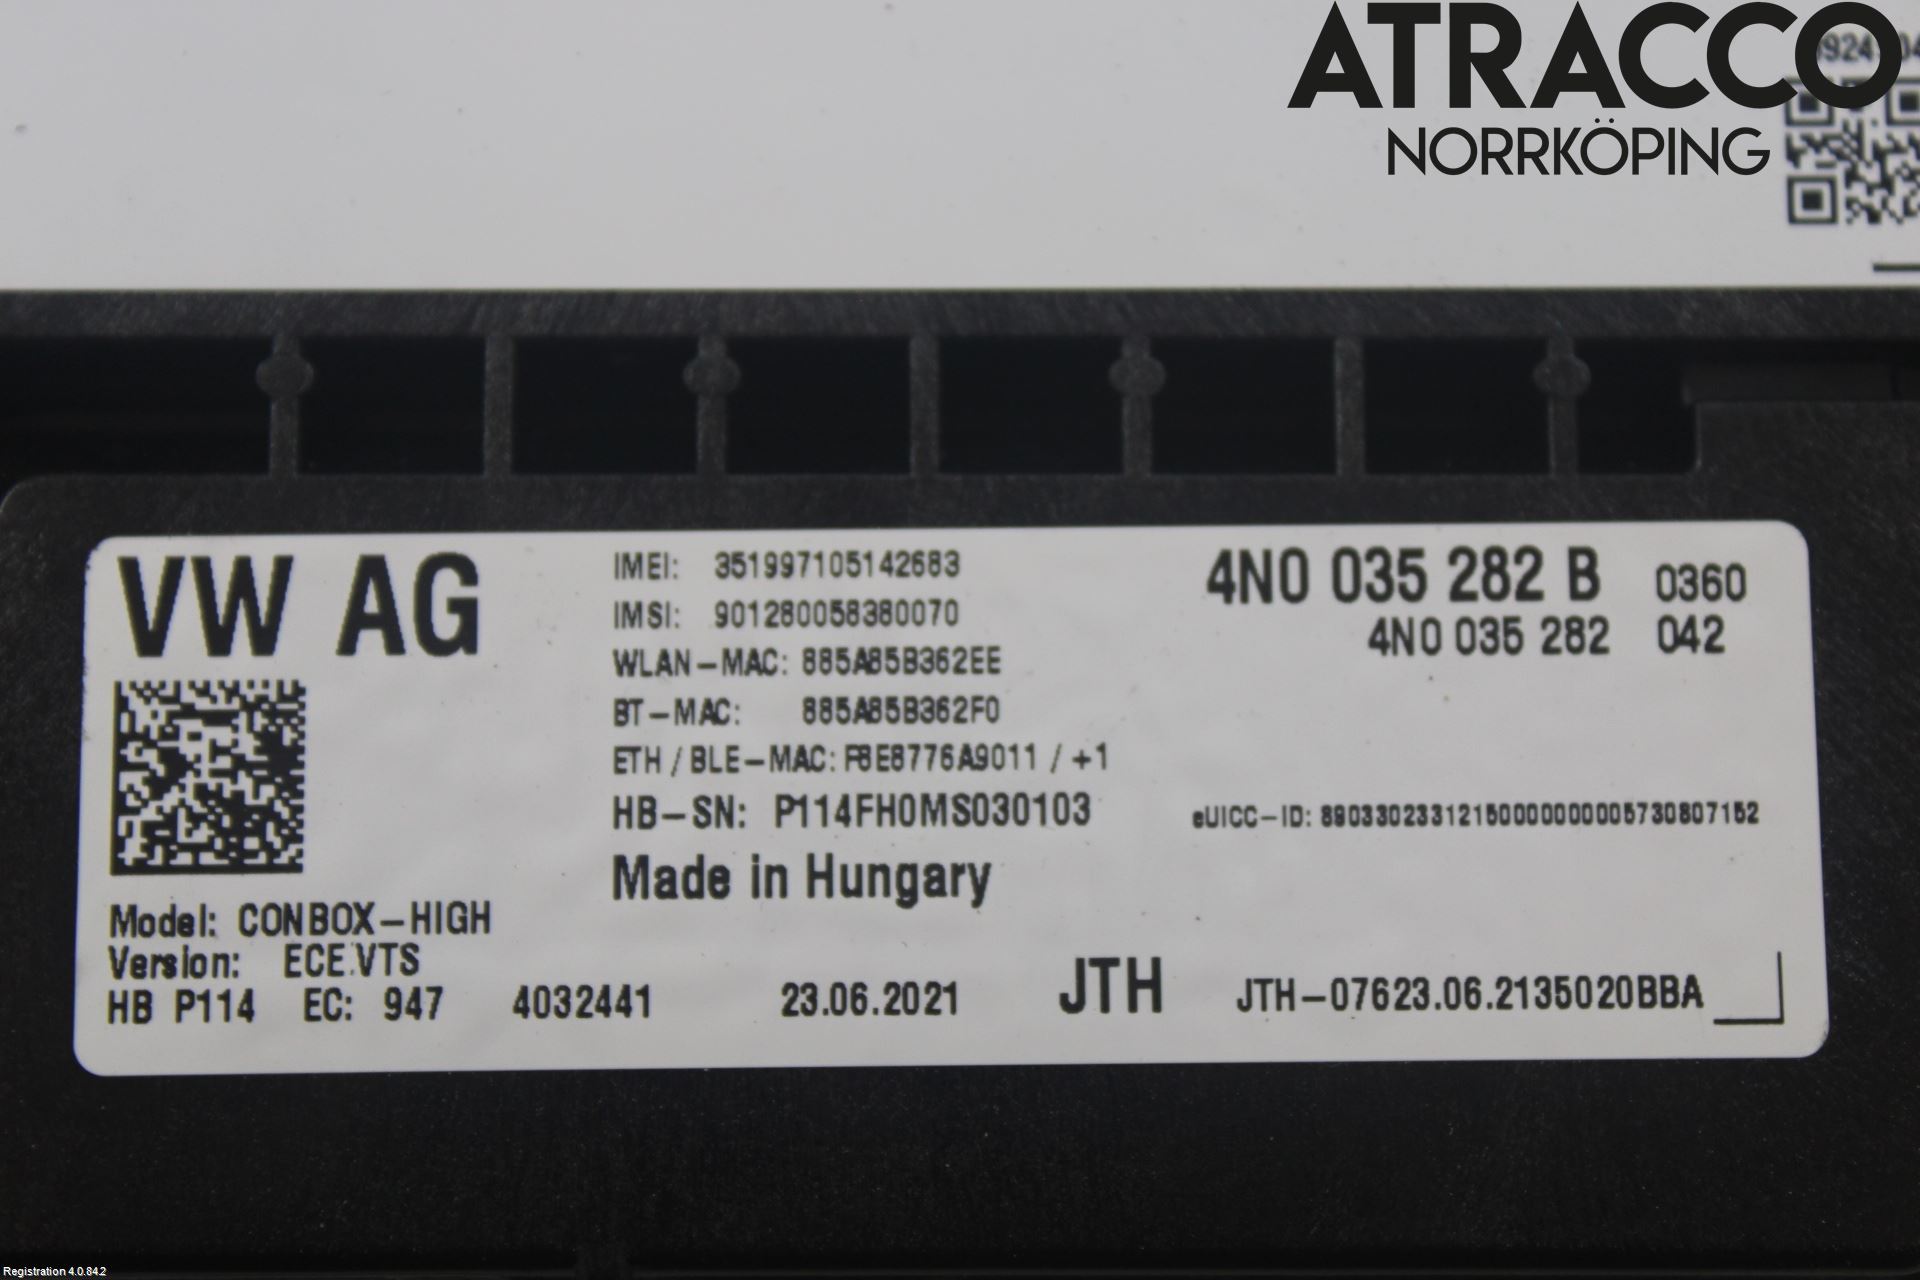 ATRACCO
NORRKÖPING
VW AG
IMEI: 351997105142683
IMSI: 901280058380070
WLAN-MAC: 885A85B362EE
BT-MAC: 885A85B362F0
ETH / BLE-MAC: F8E8776A9011 / +1
HB-SN: P114FH0MS030103
Made in Hungary
4N0 035 282 B 0360
4N0 035 282 042
eUICC-ID: 89033023312150000000005730807152
Model: CONBOX-HIGH
Version: ECE.VTS
HB P114 EC: 947 4032441 23.06.2021 JTH JTH-07623.06.2135020BBA
Registration 4.0.84.2